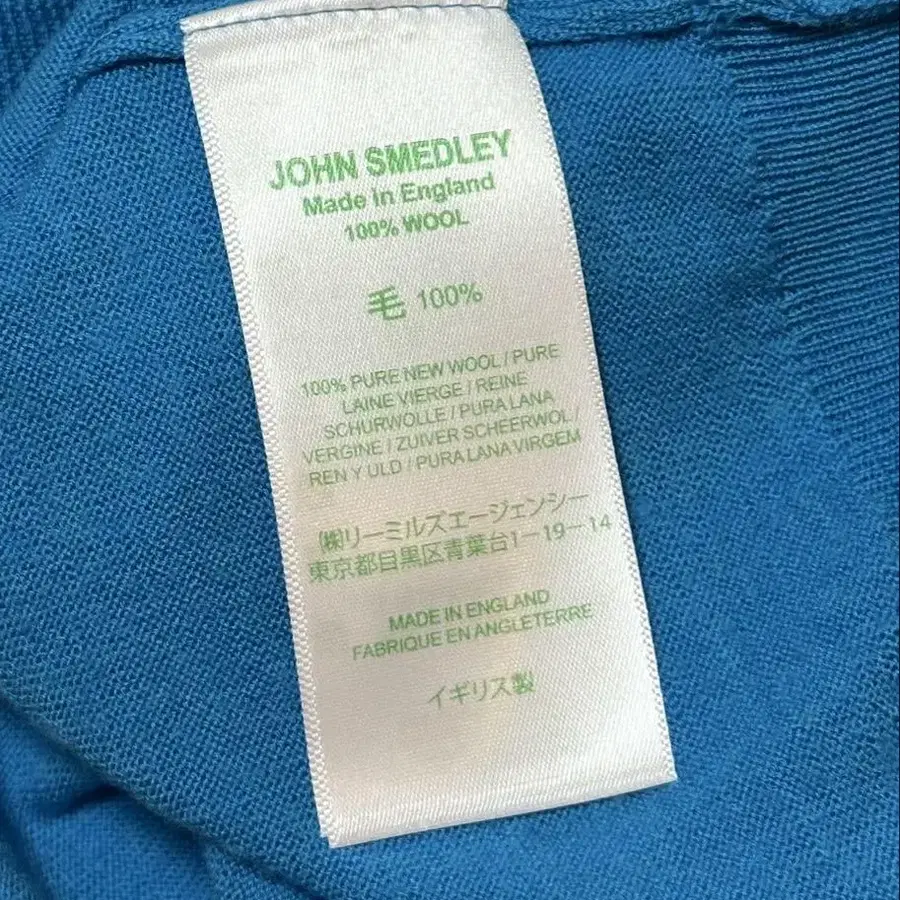 JOHN SMEDLEY
Made in England
100% WOOL
毛 100%
100% PURE NEW WOOL / PURE
LAINE VIERGE / REINE
SCHURWOLLE / PURA LANA
VERGINE / ZUIVER SCHEERWOL /
REN Y ULD / PURA LANA VIRGEM
㈱リーミルズエージェンシー
東京都目黒区青葉台1－19－14
MADE IN ENGLAND
FABRIQUE EN ANGLETERRE
イギリス製